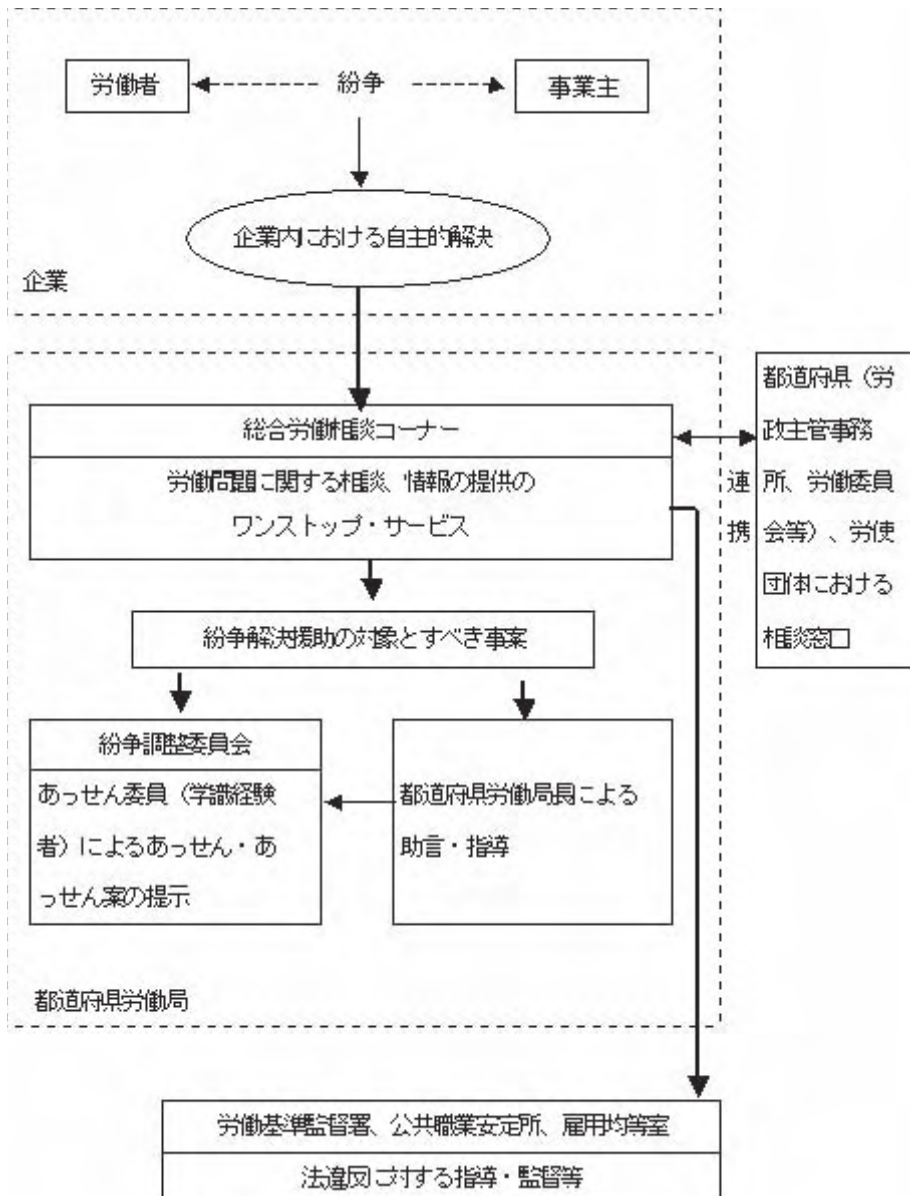 労働者
紛争
事業主
企業内における自主的解決
企業
総合労働相談コーナー
労働問題に関する相談、情報の提供の
ワンストップ・サービス
連
携
都道府県（労
政主管事務
所、労働委員
会等）、労使
団体における
相談窓口
紛争解決援助の対象とすべき事案
紛争調整委員会
あっせん委員（学識経験
者）によるあっせん・あ
っせん案の提示
都道府県労働局長による
助言・指導
都道府県労働局
労働基準監督署、公共職業安定所、雇用均等室
法違反に対する指導・監督等